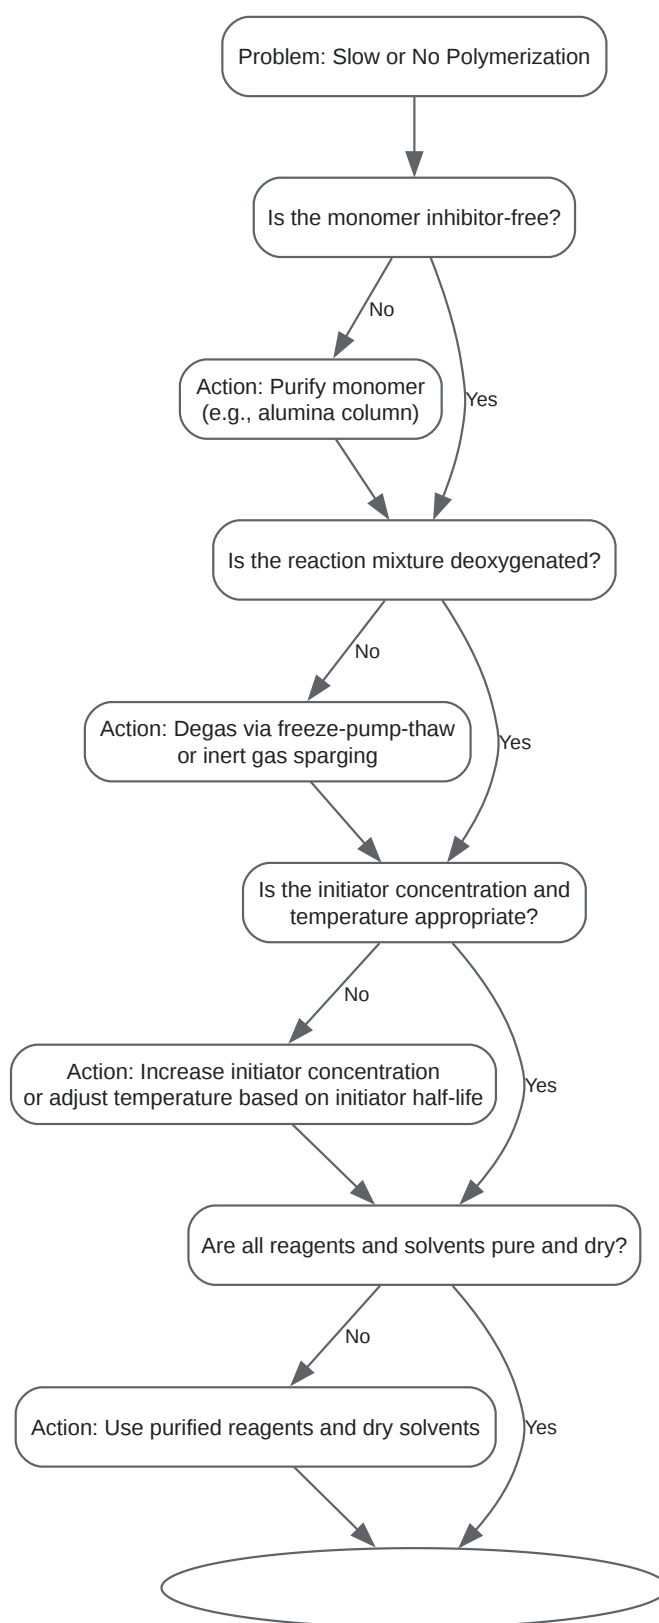 Problem: Slow or No Polymerization
Is the monomer inhibitor-free?
No
Action: Purify monomer
(e.g., alumina column)
Yes
Is the reaction mixture deoxygenated?
No
Action: Degas via freeze-pump-thaw
or inert gas sparging
Yes
Is the initiator concentration and
temperature appropriate?
No
Action: Increase initiator concentration
or adjust temperature based on initiator half-life
Yes
Are all reagents and solvents pure and dry?
No
Action: Use purified reagents and dry solvents
Yes